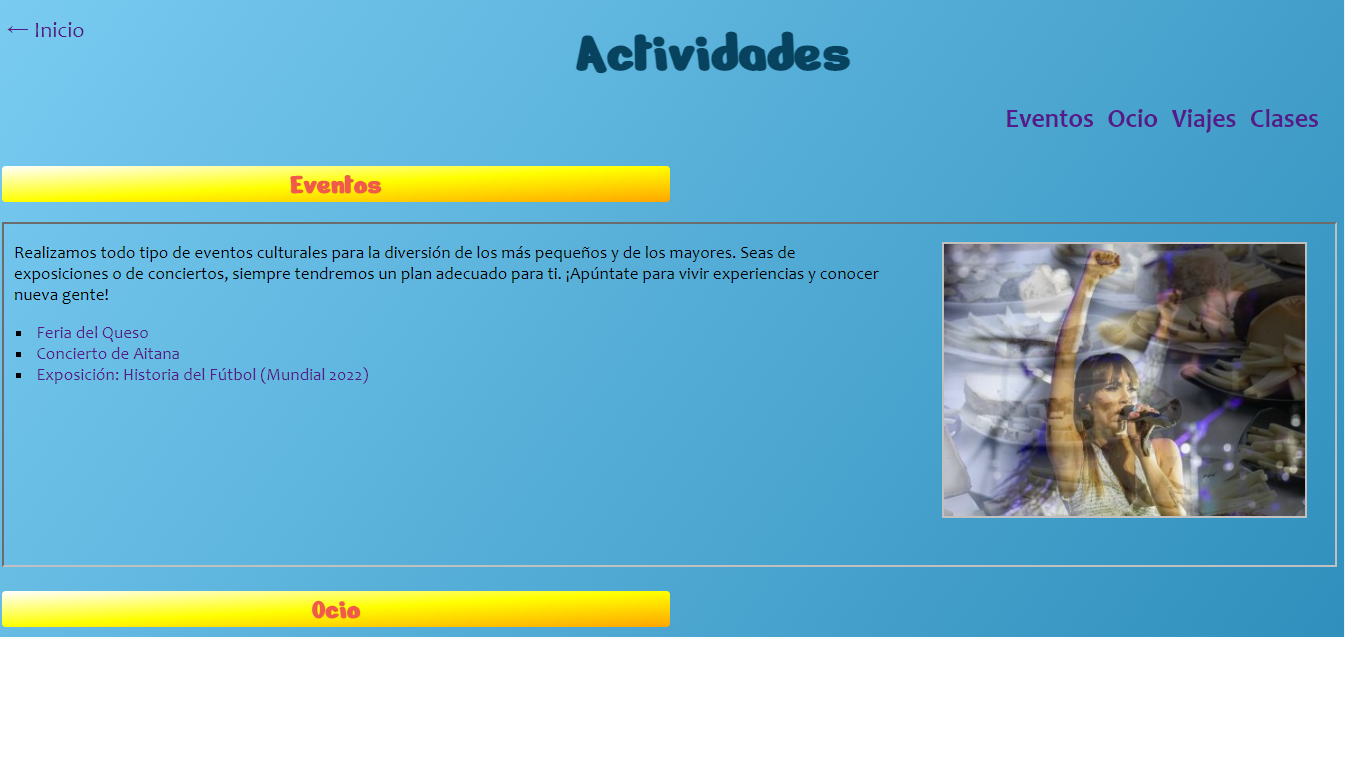 ← Inicio
Actividades
Eventos Ocio Viajes Clases
Eventos
Realizamos todo tipo de eventos culturales para la diversión de los más pequeños y de los mayores. Seas de
exposiciones o de conciertos, siempre tendremos un plan adecuado para ti. ¡Apúntate para vivir experiencias y conocer
nueva gente!
▪ Feria del Queso
▪ Concierto de Aitana
▪ Exposición: Historia del Fútbol (Mundial 2022)
Ocio